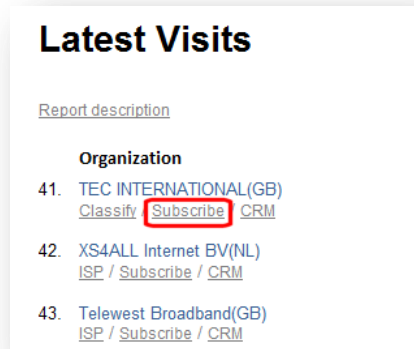 Latest Visits
Report description
Organization
41. TEC INTERNATIONAL(GB)
Classify / Subscribe / CRM
42. XS4ALL Internet BV(NL)
ISP / Subscribe / CRM
43. Telewest Broadband(GB)
ISP / Subscribe / CRM